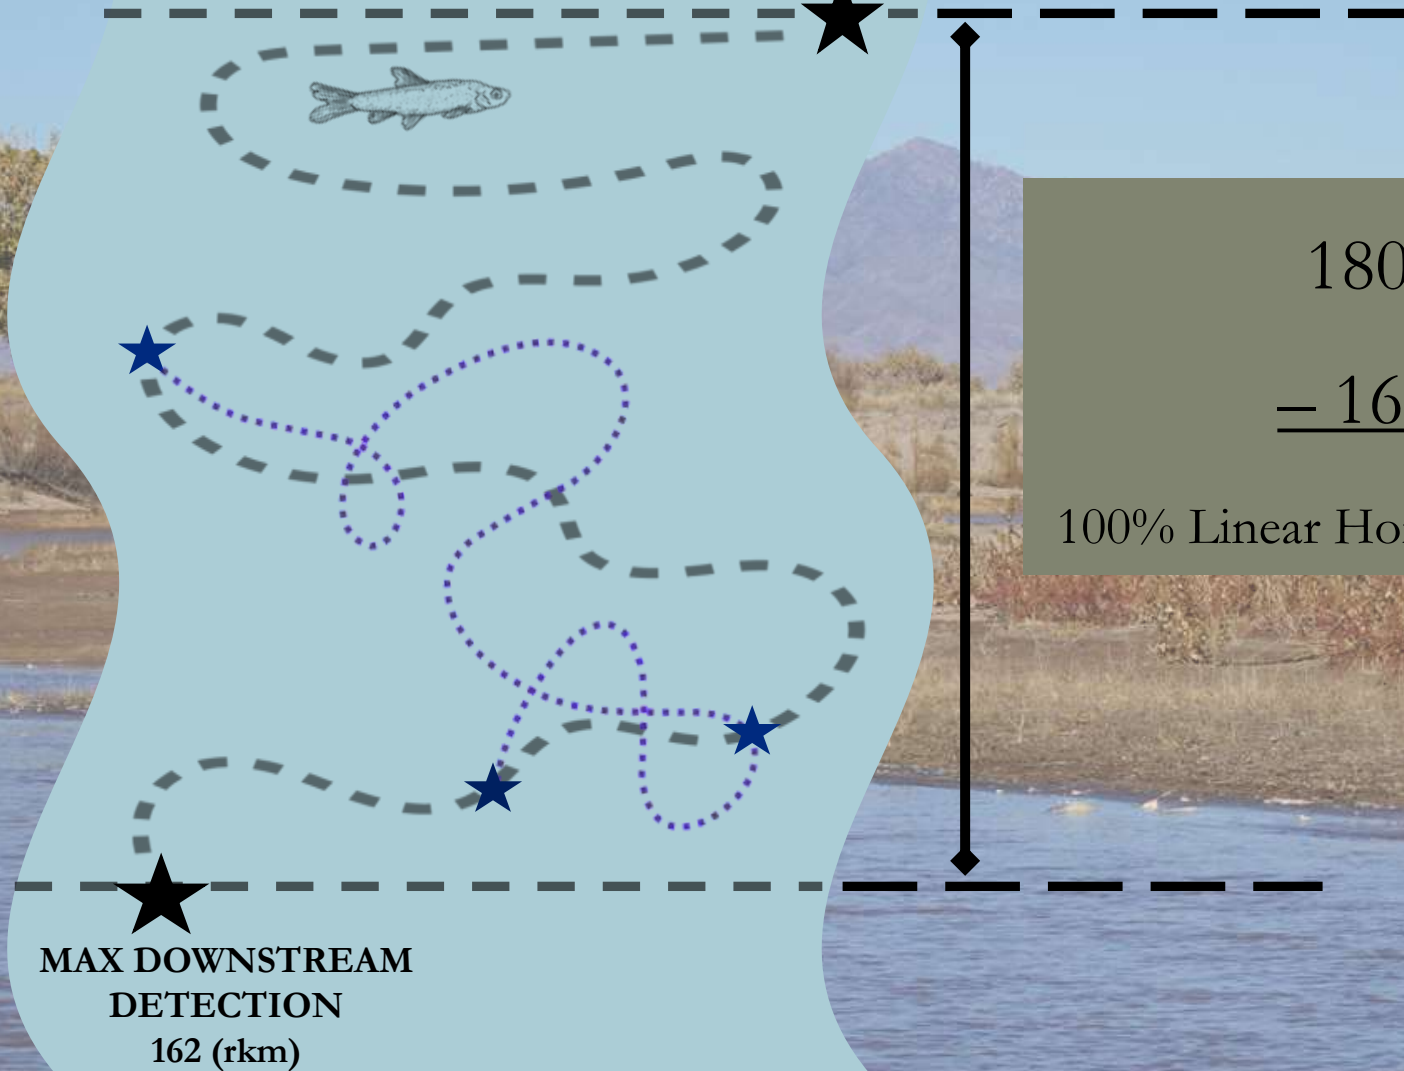 180
– 16
100% Linear Ho
MAX DOWNSTREAM
DETECTION
162 (rkm)